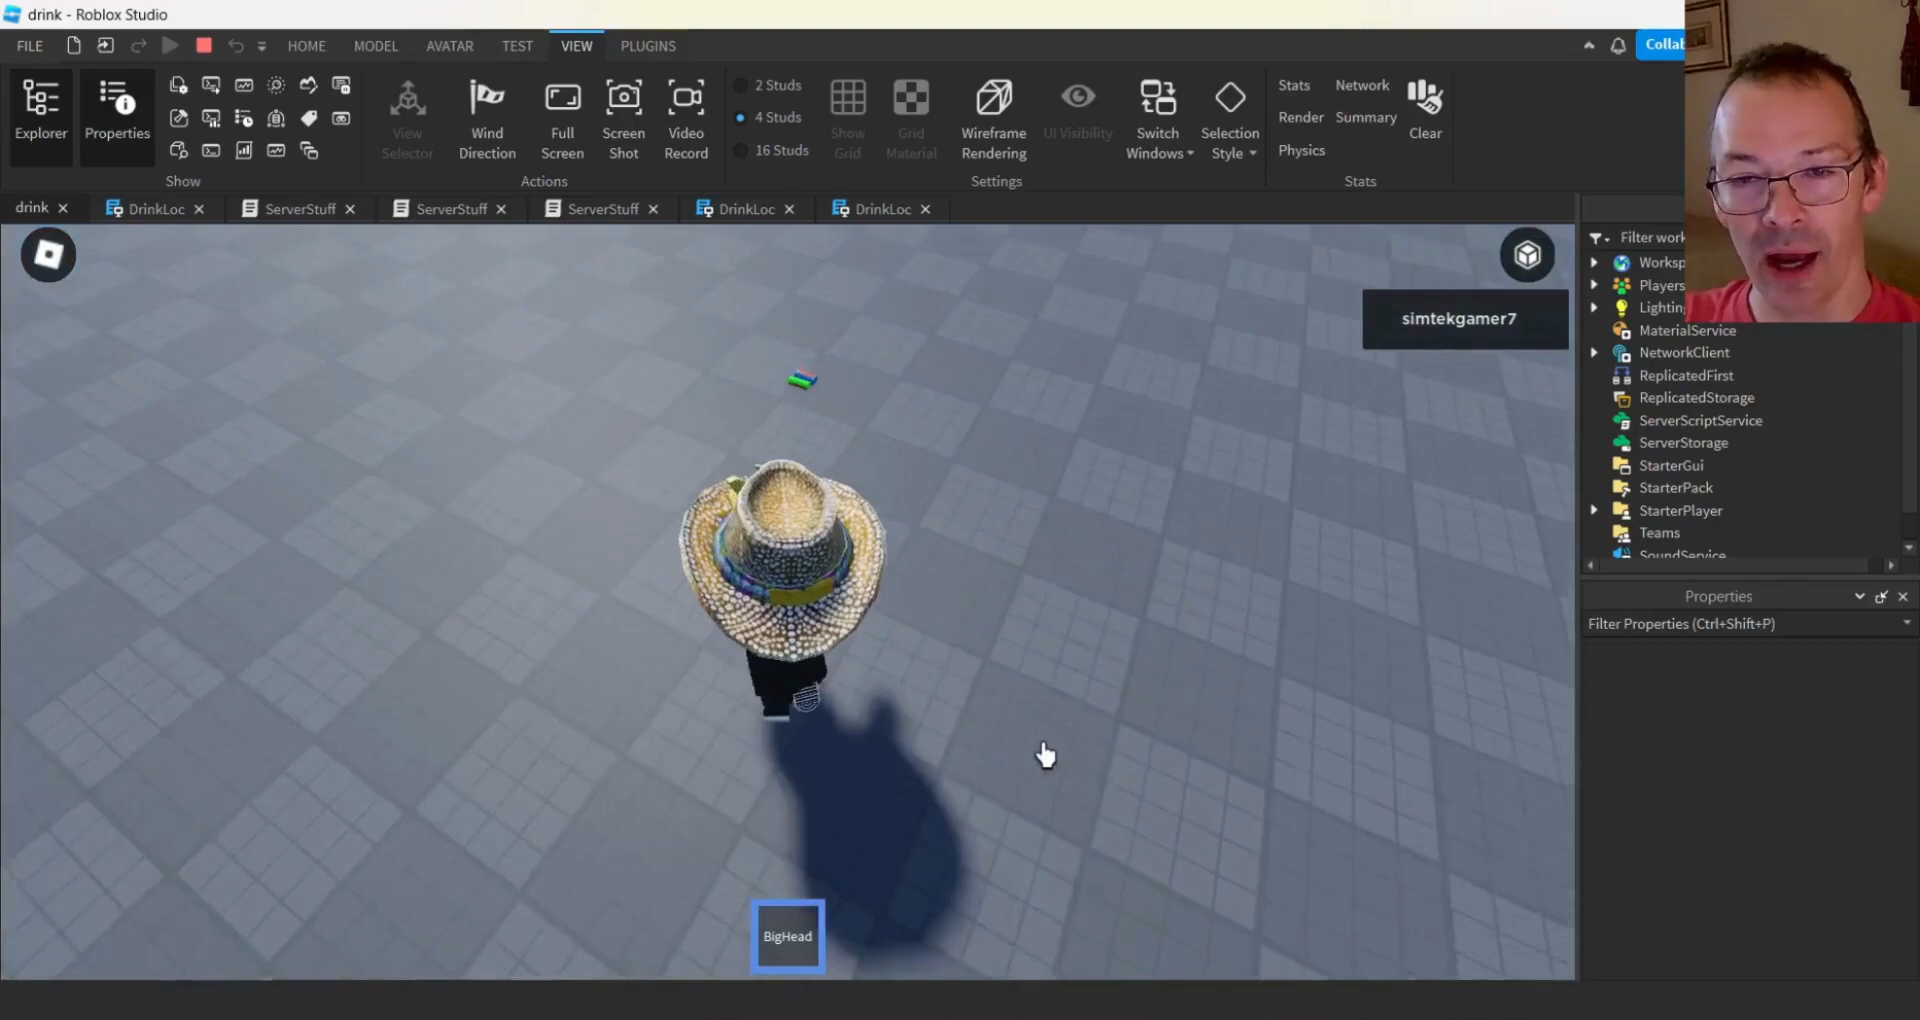 drink - Roblox Studio
FILE HOME MODEL AVATAR TEST VIEW PLUGINS Collab
Explorer
Properties
Show
View
Selector
Wind
Direction
Full
Screen
Screen
Shot
Video
Record
Actions
2 Studs
4 Studs
16 Studs
Show
Grid
Grid
Material
Wireframe
Rendering
UI Visibility
Switch
Windows
Selection
Style
Settings
Stats Network
Render Summary
Physics
Clear
Stats
drink DrinkLoc ServerStuff ServerStuff ServerStuff DrinkLoc DrinkLoc
simtekgamer7
BigHead
Filter work
Worksp
Players
Lighting
MaterialService
NetworkClient
ReplicatedFirst
ReplicatedStorage
ServerScriptService
ServerStorage
StarterGui
StarterPack
StarterPlayer
Teams
SoundService
Properties
Filter Properties (Ctrl+Shift+P)